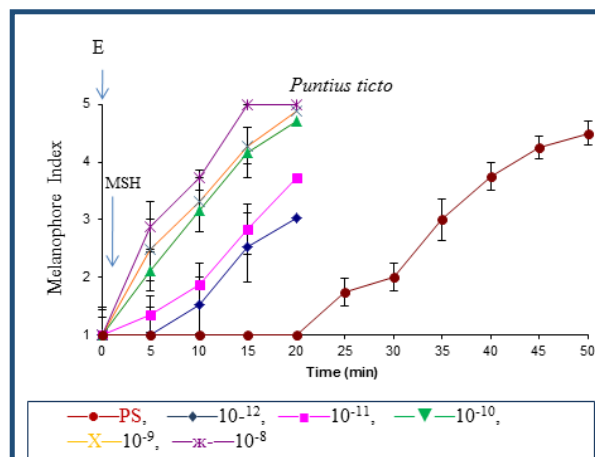 E
Puntius ticto
5
MSH
4
3
2
1
0 5 10 15 20 25 30 35 40 45 50
Melanophore Index
Time (min)
PS, 10-¹², 10⁻¹¹, 10⁻¹⁰,
X 10⁻⁹, ж 10⁻⁸